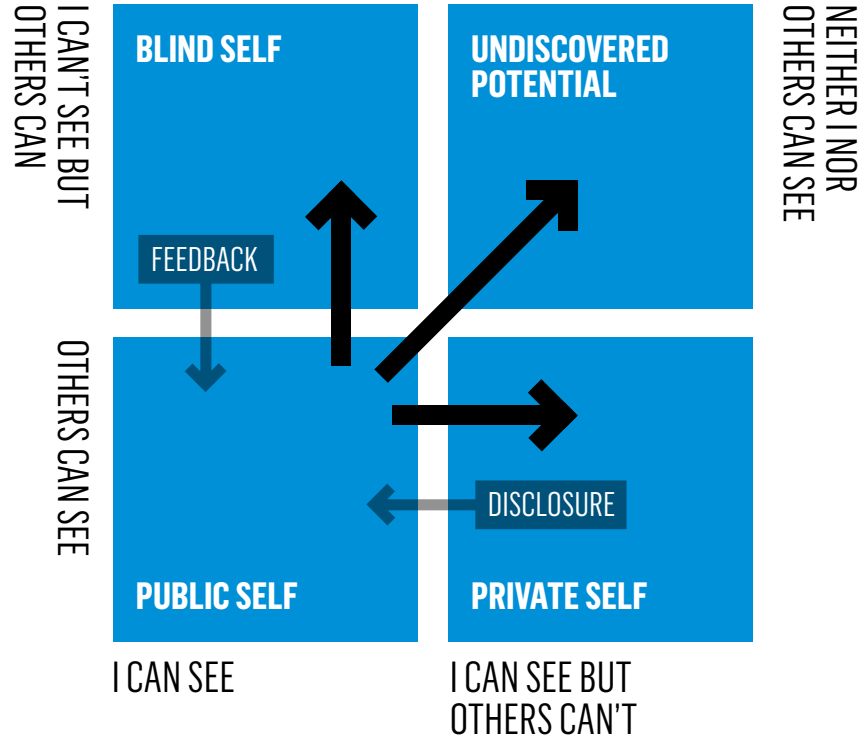 I CAN'T SEE BUT
OTHERS CAN
BLIND SELF
UNDISCOVERED
POTENTIAL
NEITHER I NOR
OTHERS CAN SEE
FEEDBACK
OTHERS CAN SEE
DISCLOSURE
PUBLIC SELF
PRIVATE SELF
I CAN SEE
I CAN SEE BUT
OTHERS CAN'T